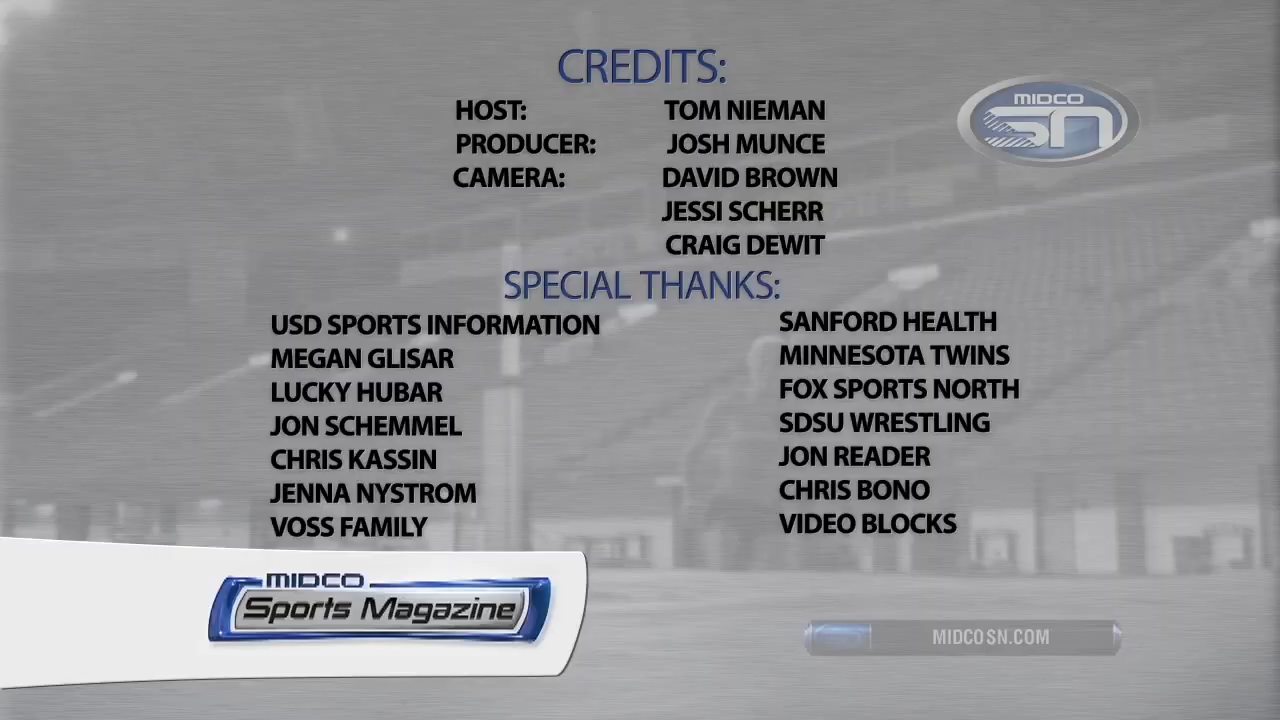 CREDITS:
HOST: TOM NIEMAN
PRODUCER: JOSH MUNCE
CAMERA: DAVID BROWN
JESSI SCHERR
CRAIG DEWIT
MIDCO
SN
SPECIAL THANKS:
USD SPORTS INFORMATION
MEGAN GLISAR
LUCKY HUBAR
JON SCHEMMEL
CHRIS KASSIN
JENNA NYSTROM
VOSS FAMILY
SANFORD HEALTH
MINNESOTA TWINS
FOX SPORTS NORTH
SDSU WRESTLING
JON READER
CHRIS BONO
VIDEO BLOCKS
MIDCO
Sports Magazine
MIDCOSN.COM